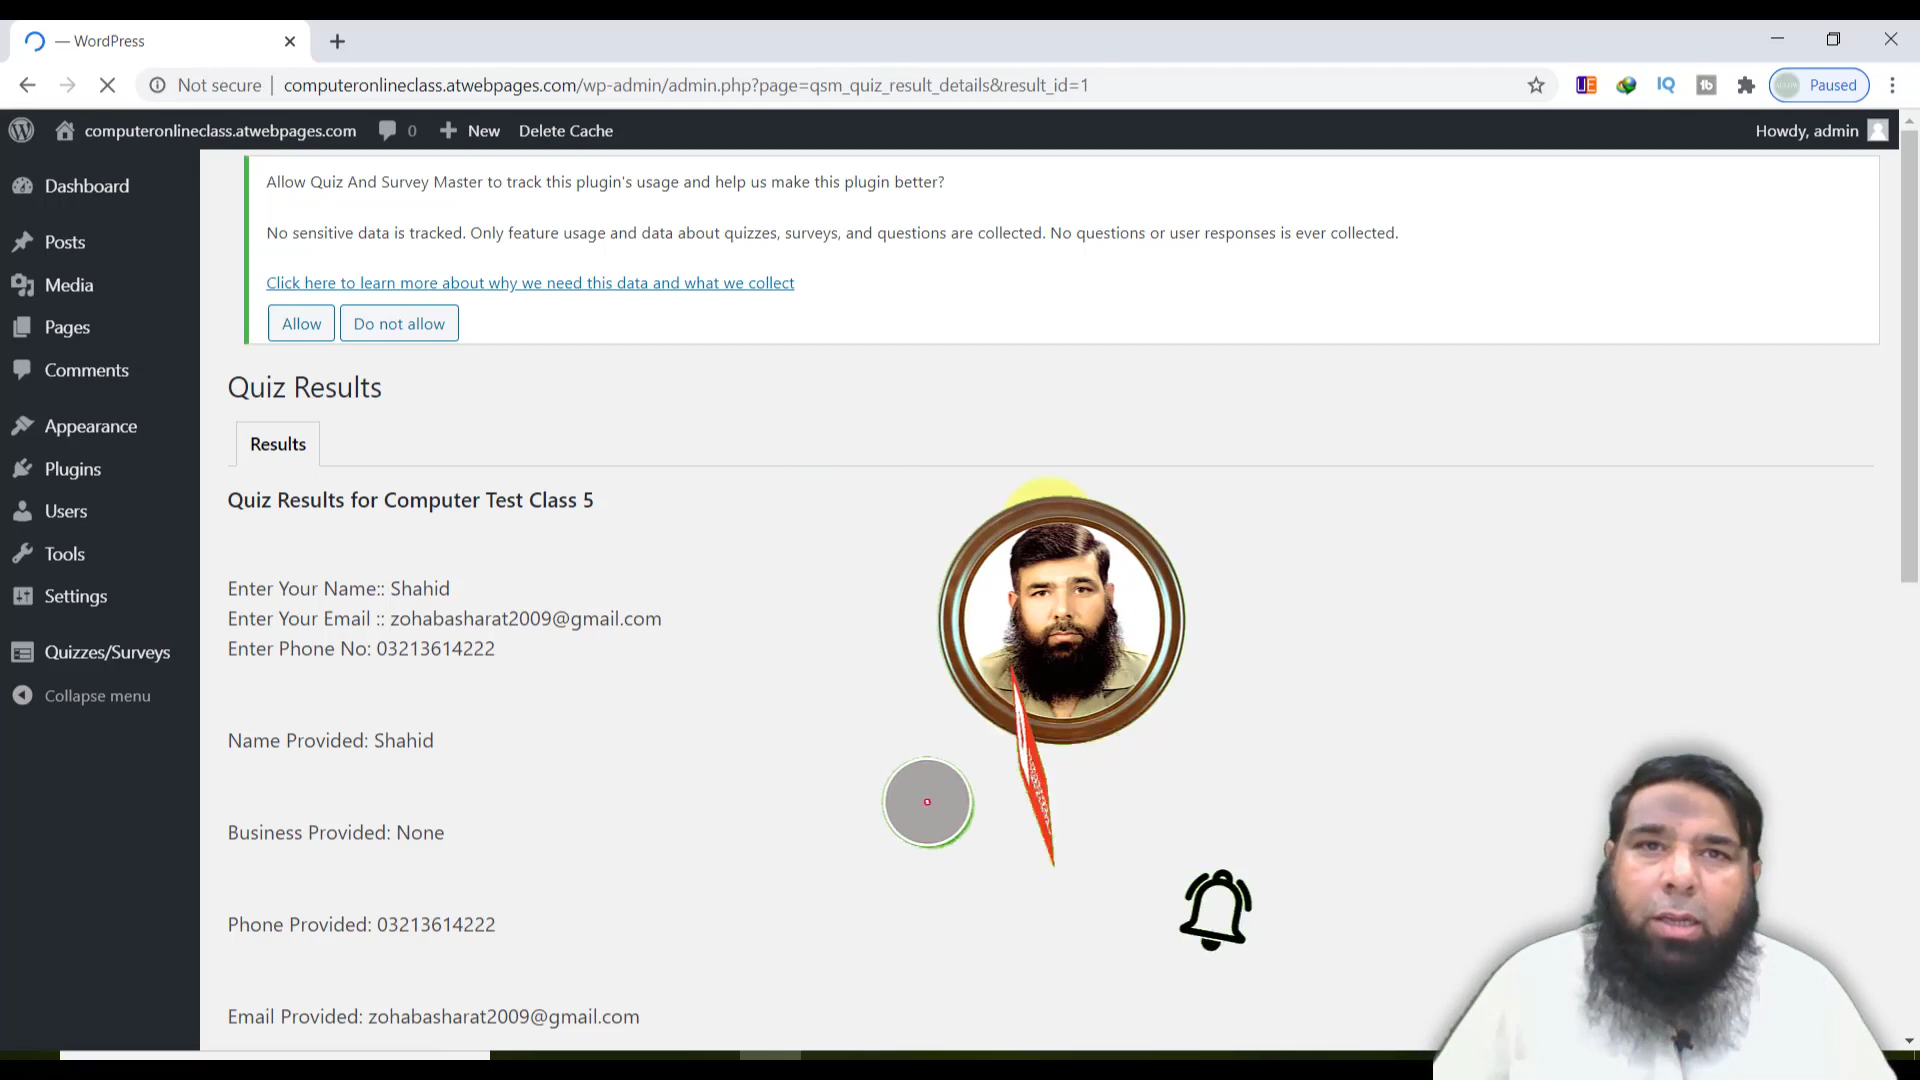 — WordPress
Not secure
computeronlineclass.atwebpages.com/wp-admin/admin.php?page=qsm_quiz_result_details&result_id=1
UE
IQ
tb
Paused
computeronlineclass.atwebpages.com
0
New
Delete Cache
Howdy, admin
Dashboard
Posts
Media
Pages
Comments
Appearance
Plugins
Users
Tools
Settings
Quizzes/Surveys
Collapse menu
Allow Quiz And Survey Master to track this plugin's usage and help us make this plugin better?
No sensitive data is tracked. Only feature usage and data about quizzes, surveys, and questions are collected. No questions or user responses is ever collected.
Click here to learn more about why we need this data and what we collect
Allow
Do not allow
Quiz Results
Results
Quiz Results for Computer Test Class 5
Enter Your Name:: Shahid
Enter Your Email :: zohabasharat2009@gmail.com
Enter Phone No: 03213614222
Name Provided: Shahid
Business Provided: None
Phone Provided: 03213614222
Email Provided: zohabasharat2009@gmail.com